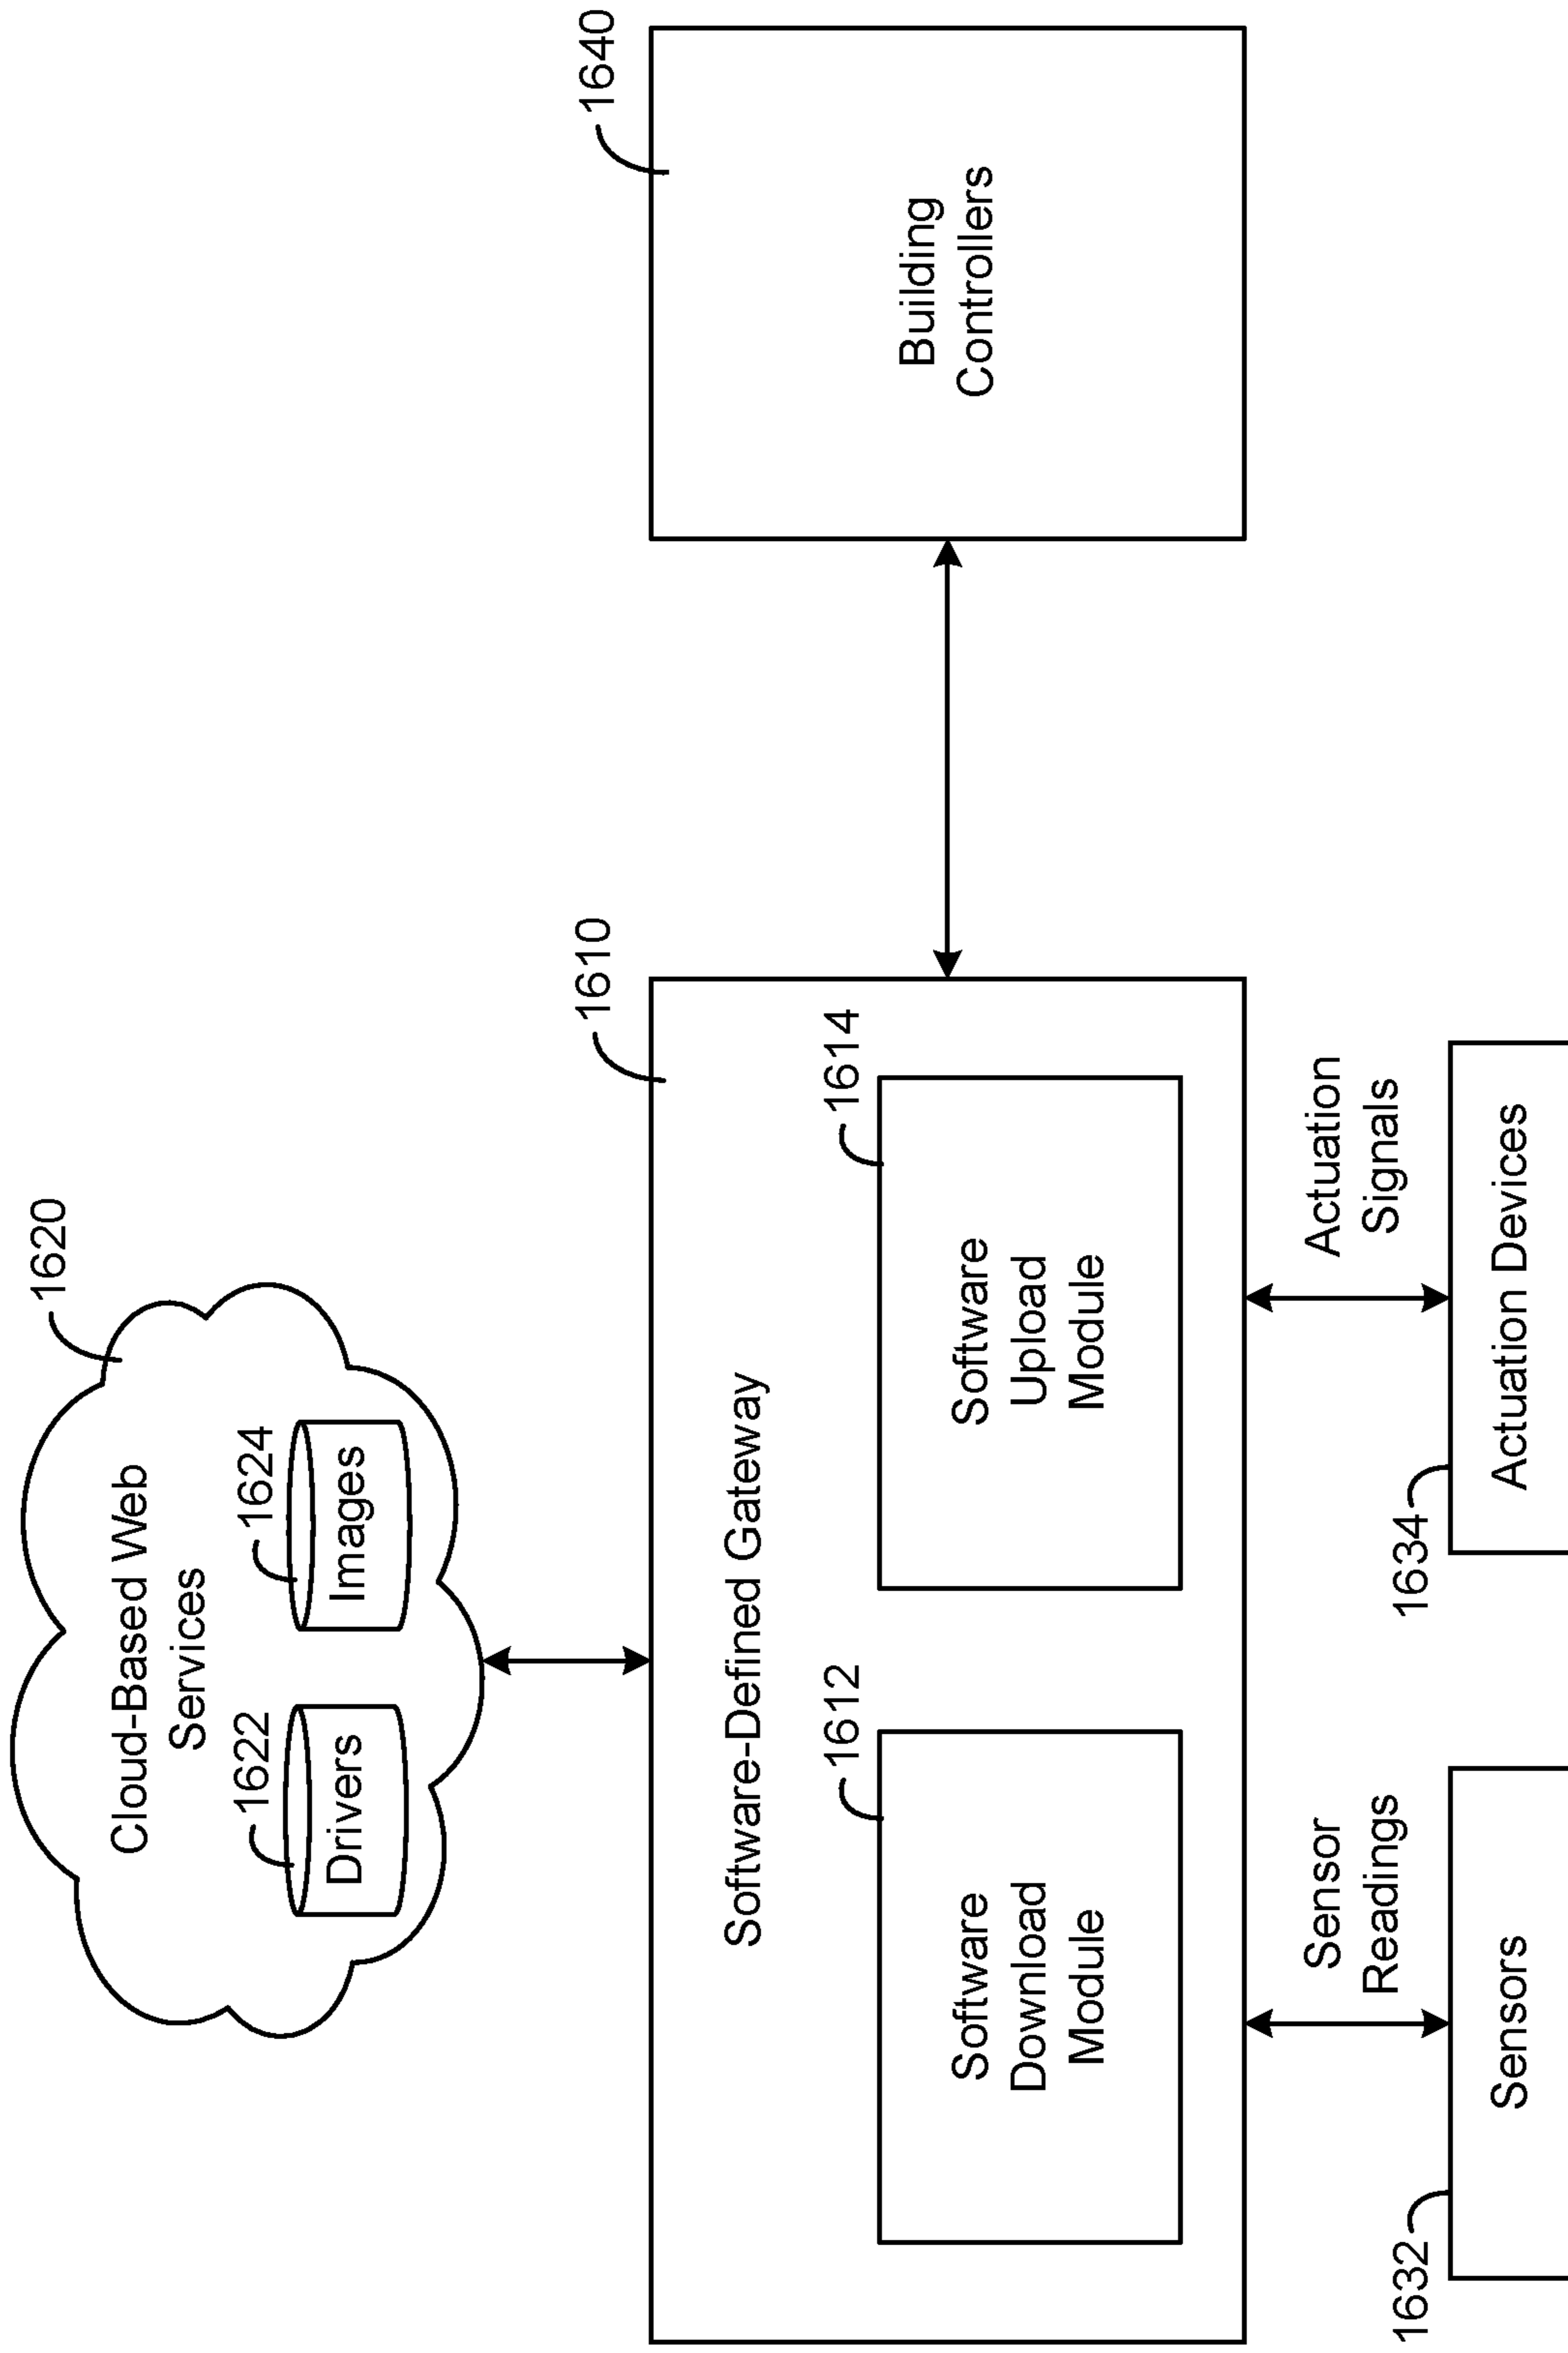 1620
Cloud-Based Web
Services
1622
1624
Drivers
Images
1610
1640
Software-Defined Gateway
1612
1614
Software
Download
Module
Software
Upload
Module
Building
Controllers
Sensor
Readings
Actuation
Signals
1632
1634
Sensors
Actuation Devices